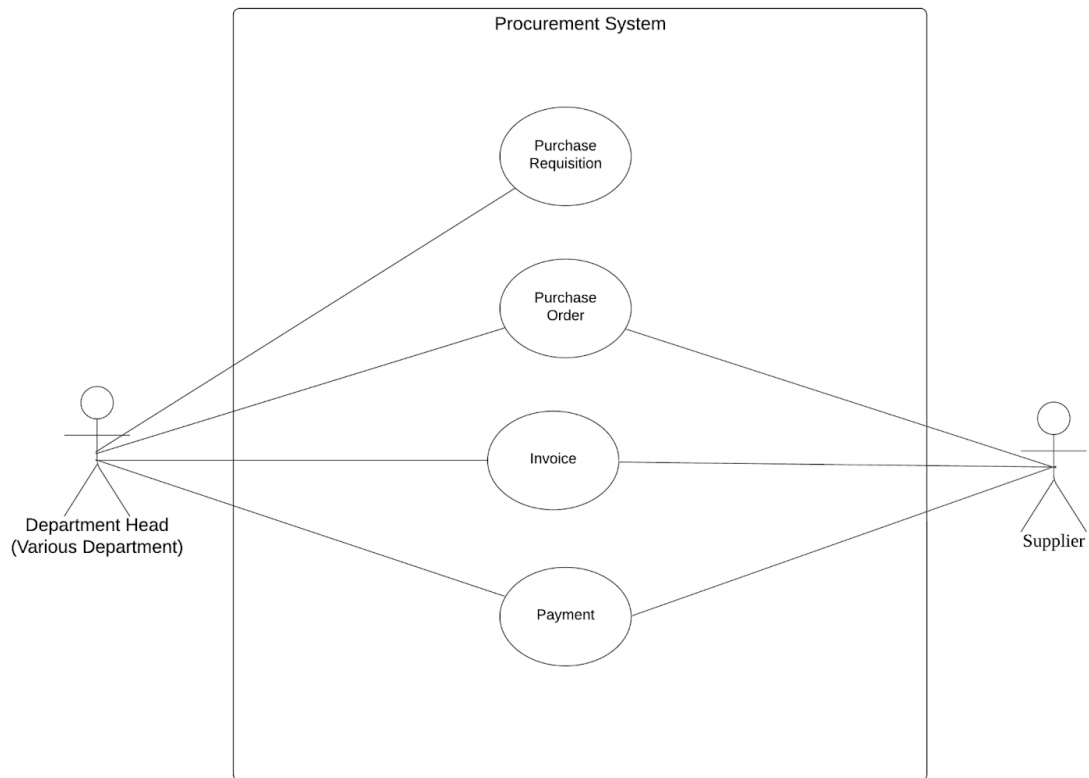 Procurement System
Purchase
Requisition
Purchase
Order
Invoice
Payment
Department Head
(Various Department)
Supplier